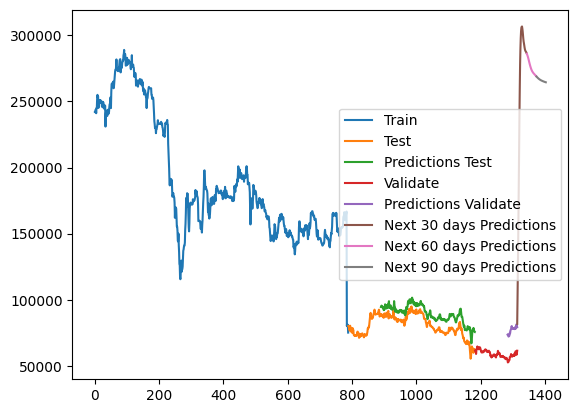 300000
250000
200000
150000
100000
50000
Train
Test
Predictions Test
Validate
Predictions Validate
Next 30 days Predictions
Next 60 days Predictions
Next 90 days Predictions
0
200
400
600
800
1000
1200
1400